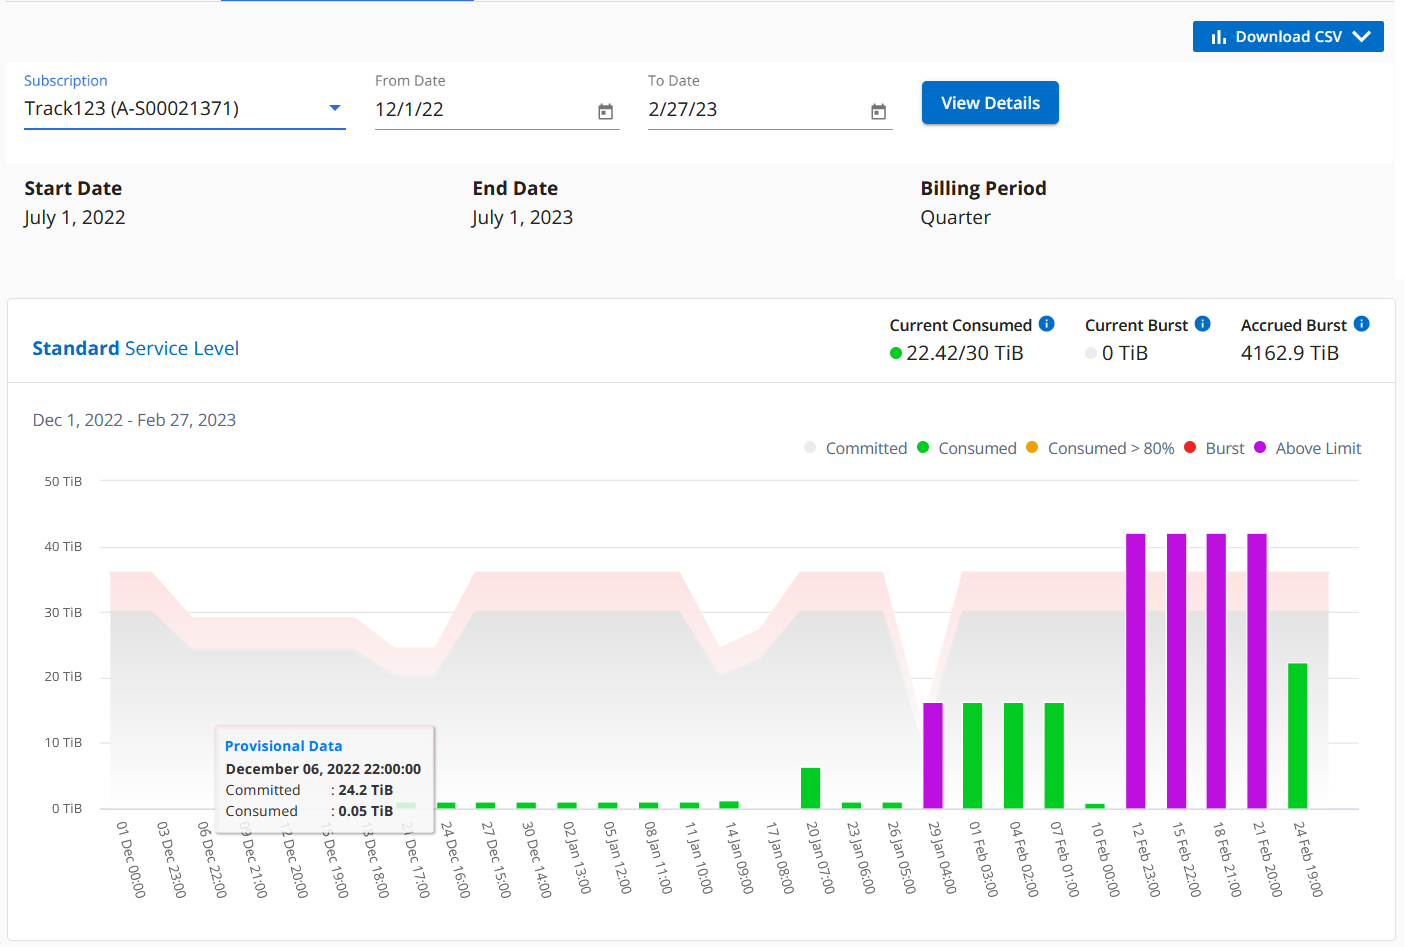 Download CSV
Subscription
Track123 (A-S00021371)
From Date
12/1/22
To Date
2/27/23
View Details
Start Date
July 1, 2022
End Date
July 1, 2023
Billing Period
Quarter
Standard Service Level
Current Consumed
22.42/30 TiB
Current Burst
0 TiB
Accrued Burst
4162.9 TiB
Dec 1, 2022 - Feb 27, 2023
Committed
Consumed
Consumed > 80%
Burst
Above Limit
50 TiB
40 TiB
30 TiB
20 TiB
10 TiB
0 TiB
Provisional Data
December 06, 2022 22:00:00
Committed : 24.2 TiB
Consumed : 0.05 TiB
01 Dec 00:00
03 Dec 23:00
06 Dec 22:00
09 Dec 21:00
12 Dec 20:00
15 Dec 19:00
18 Dec 18:00
21 Dec 17:00
24 Dec 16:00
27 Dec 15:00
30 Dec 14:00
02 Jan 13:00
05 Jan 12:00
08 Jan 11:00
11 Jan 10:00
14 Jan 09:00
17 Jan 08:00
20 Jan 07:00
23 Jan 06:00
26 Jan 05:00
29 Jan 04:00
01 Feb 03:00
04 Feb 02:00
07 Feb 01:00
10 Feb 00:00
12 Feb 23:00
15 Feb 22:00
18 Feb 21:00
21 Feb 20:00
24 Feb 19:00